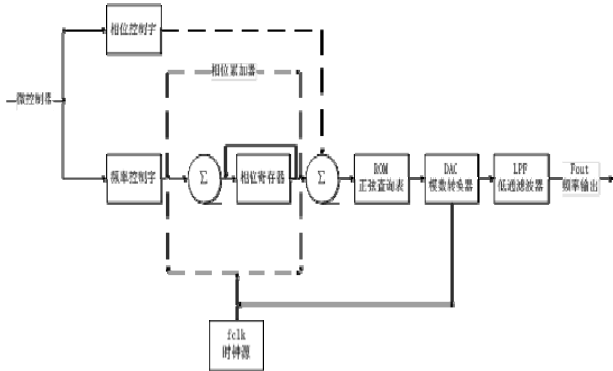 相位控制字
相位累加器
微控制器
频率控制字
Σ
相位寄存器
Σ
ROM
正弦查询表
DAC
模数转换器
LPF
低通滤波器
Fout
频率输出
fclk
时钟源